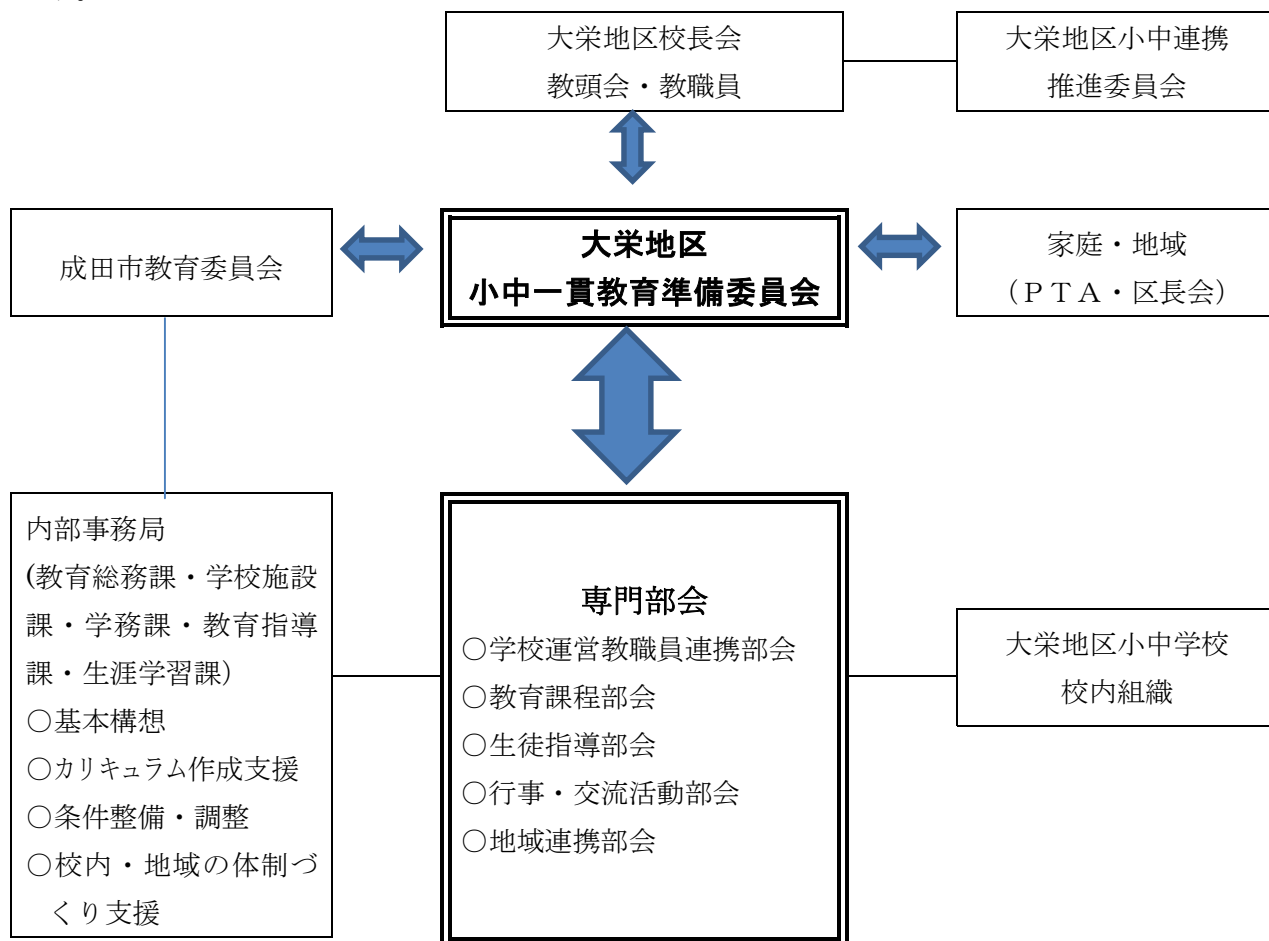 大栄地区校長会
教頭会・教職員
大栄地区小中連携
推進委員会
成田市教育委員会
大栄地区
小中一貫教育準備委員会
家庭・地域
（ＰＴＡ・区長会）
内部事務局
(教育総務課・学校施設
課・学務課・教育指導
課・生涯学習課)
○基本構想
○カリキュラム作成支援
○条件整備・調整
○校内・地域の体制づ
くり支援
専門部会
○学校運営教職員連携部会
○教育課程部会
○生徒指導部会
○行事・交流活動部会
○地域連携部会
大栄地区小中学校
校内組織